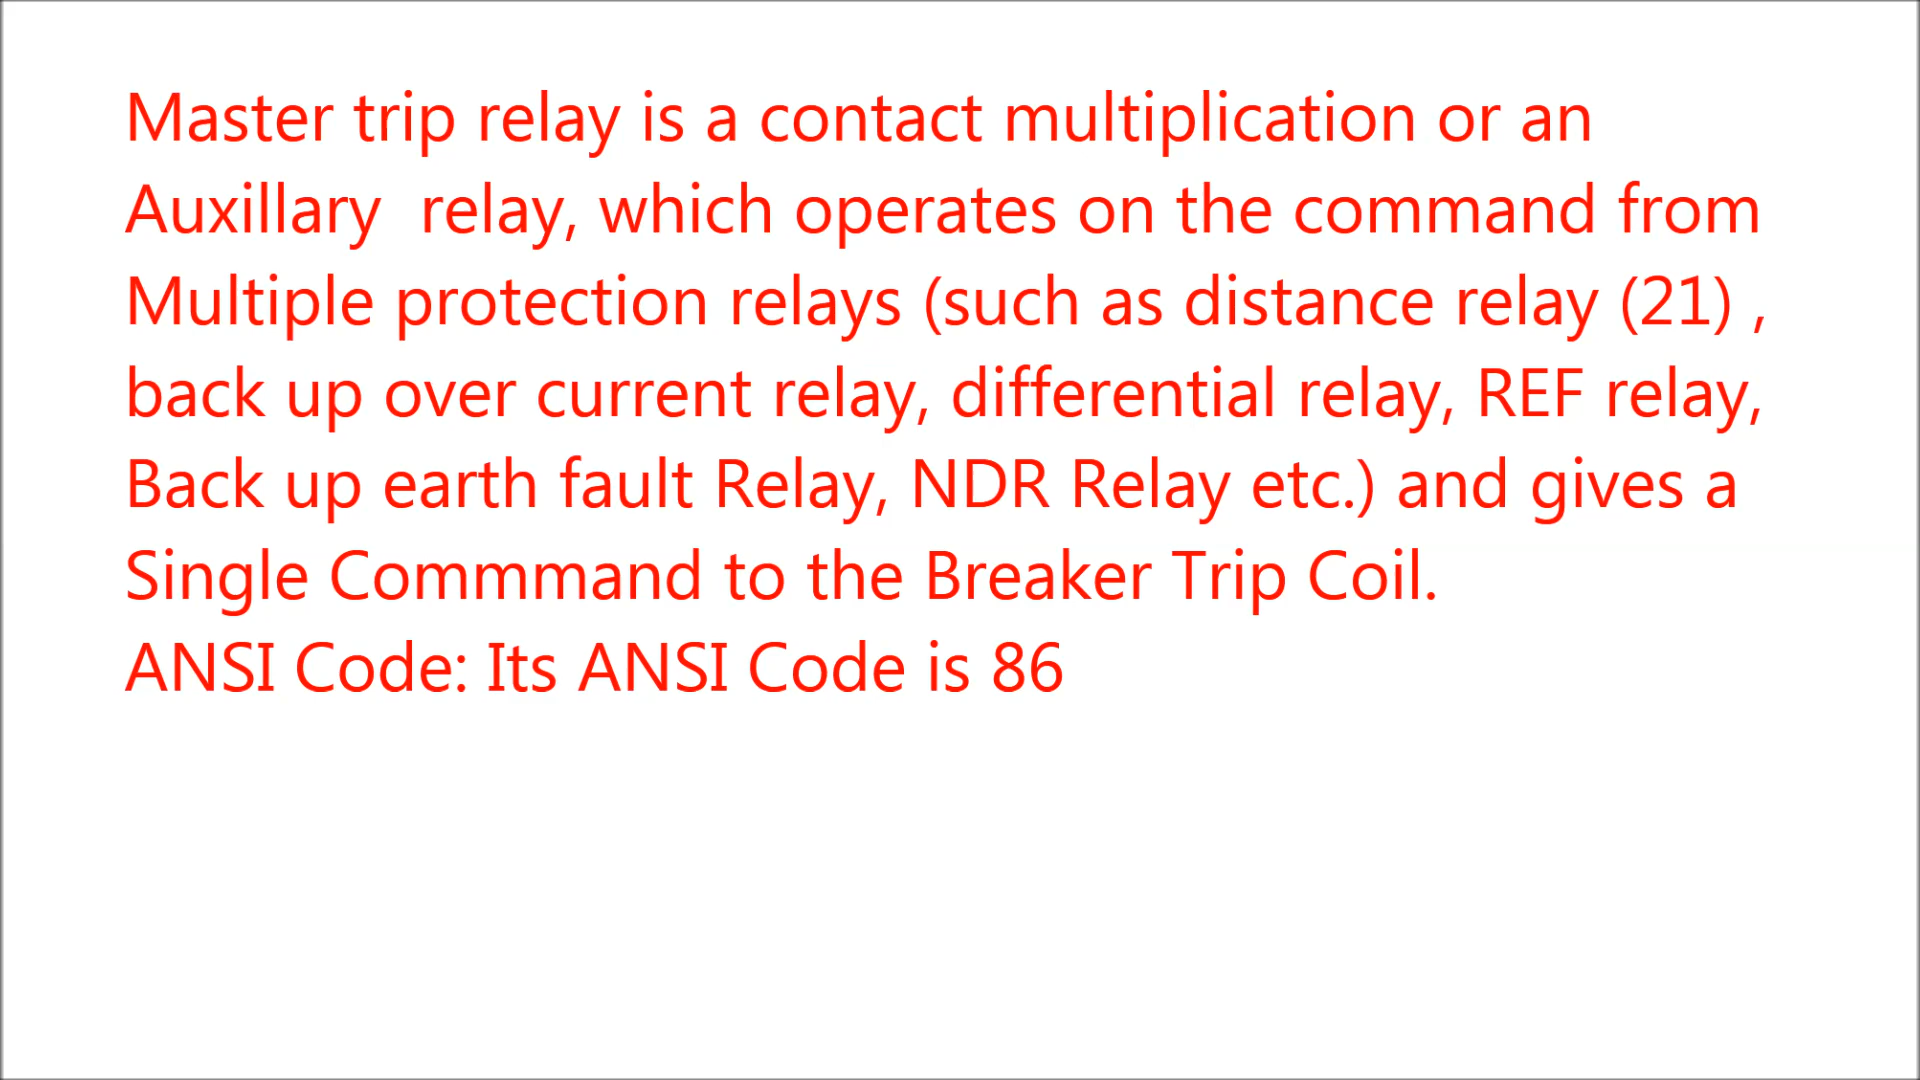 Master trip relay is a contact multiplication or an
Auxillary  relay, which operates on the command from
Multiple protection relays (such as distance relay (21) ,
back up over current relay, differential relay, REF relay,
Back up earth fault Relay, NDR Relay etc.) and gives a
Single Commmand to the Breaker Trip Coil.
ANSI Code: Its ANSI Code is 86